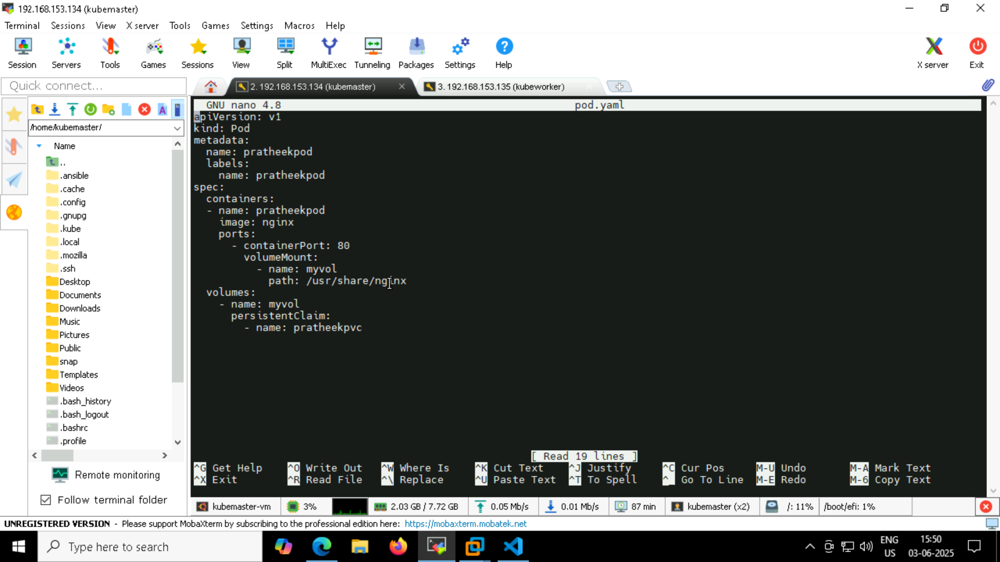 192.168.153.134 (kubemaster)
Terminal Sessions View X server Tools Games Settings Macros Help
Session Servers Tools Games Sessions View Split MultiExec Tunneling Packages Settings Help X server Exit
Quick connect...
2. 192.168.153.134 (kubemaster)
3. 192.168.153.135 (kubeworker)
/home/kubemaster/
Name
..
.ansible
.cache
.config
.gnupg
.kube
.local
.mozilla
.ssh
Desktop
Documents
Downloads
Music
Pictures
Public
snap
Templates
Videos
.bash_history
.bash_logout
.bashrc
.profile
Remote monitoring
Follow terminal folder
GNU nano 4.8 pod.yaml
apiVersion: v1
kind: Pod
metadata:
  name: pratheekpod
  labels:
    name: pratheekpod
spec:
  containers:
  - name: pratheekpod
    image: nginx
    ports:
      - containerPort: 80
        volumeMount:
          - name: myvol
            path: /usr/share/nginx
  volumes:
    - name: myvol
      persistentClaim:
        - name: pratheekpvc
[ Read 19 lines ]
^G Get Help ^O Write Out ^W Where Is ^K Cut Text ^J Justify ^C Cur Pos M-U Undo M-A Mark Text
^X Exit ^R Read File ^\ Replace ^U Paste Text ^T To Spell ^_ Go To Line M-E Redo M-6 Copy Text
kubemaster-vm 3% 2.03 GB / 7.72 GB 0.05 Mb/s 0.01 Mb/s 87 min kubemaster (x2) /: 11% /boot/efi: 1%
UNREGISTERED VERSION - Please support MobaXterm by subscribing to the professional edition here: https://mobaxterm.mobatek.net
Type here to search
ENG
US
15:50
03-06-2025